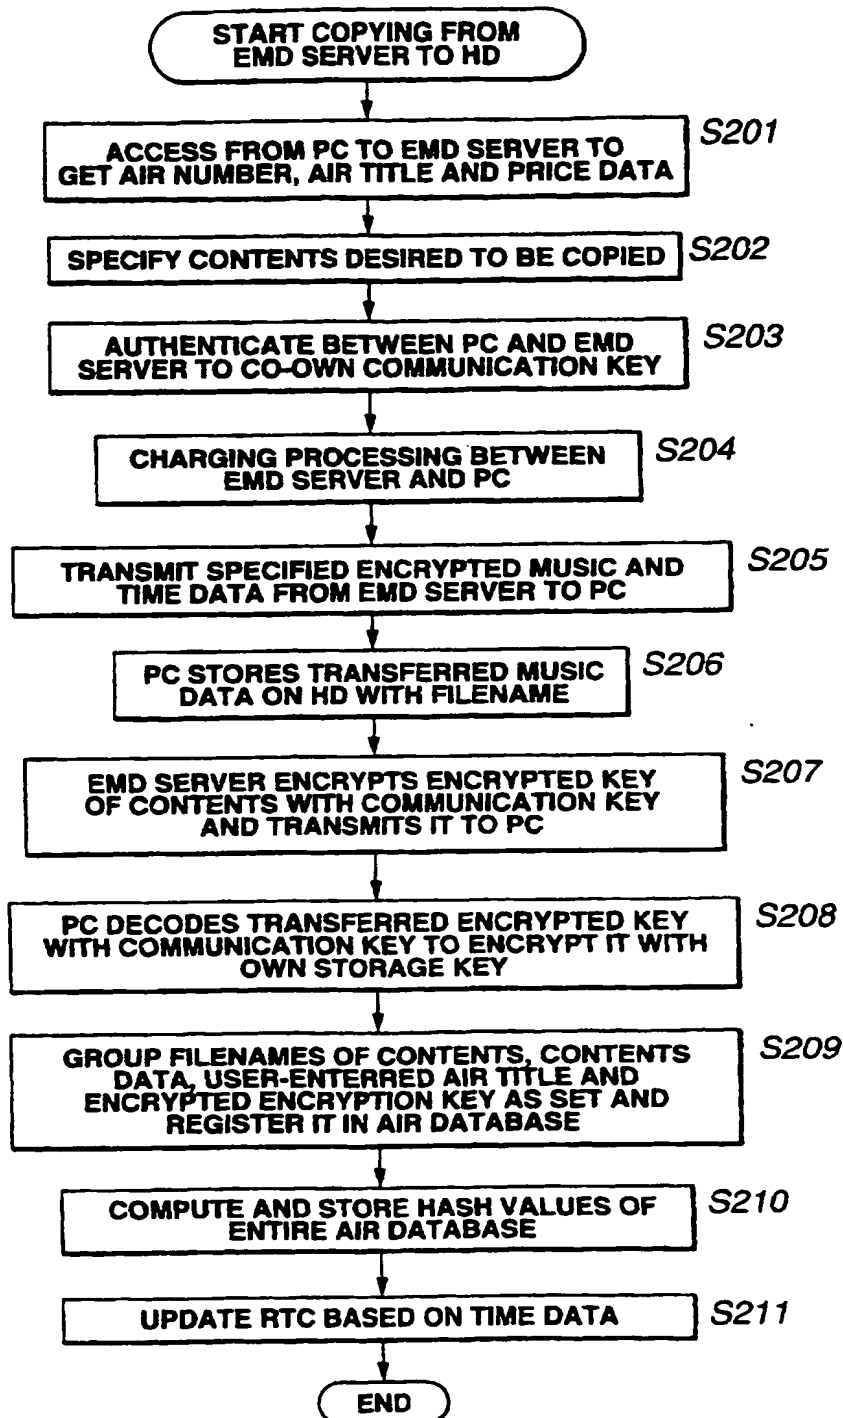 START COPYING FROM
EMD SERVER TO HD
S201
ACCESS FROM PC TO EMD SERVER TO
GET AIR NUMBER, AIR TITLE AND PRICE DATA
S202
SPECIFY CONTENTS DESIRED TO BE COPIED
S203
AUTHENTICATE BETWEEN PC AND EMD
SERVER TO CO-OWN COMMUNICATION KEY
S204
CHARGING PROCESSING BETWEEN
EMD SERVER AND PC
S205
TRANSMIT SPECIFIED ENCRYPTED MUSIC AND
TIME DATA FROM EMD SERVER TO PC
S206
PC STORES TRANSFERRED MUSIC
DATA ON HD WITH FILENAME
S207
EMD SERVER ENCRYPTS ENCRYPTED KEY
OF CONTENTS WITH COMMUNICATION KEY
AND TRANSMITS IT TO PC
S208
PC DECODES TRANSFERRED ENCRYPTED KEY
WITH COMMUNICATION KEY TO ENCRYPT IT WITH
OWN STORAGE KEY
S209
GROUP FILENAMES OF CONTENTS, CONTENTS
DATA, USER-ENTERRED AIR TITLE AND
ENCRYPTED ENCRYPTION KEY AS SET AND
REGISTER IT IN AIR DATABASE
S210
COMPUTE AND STORE HASH VALUES OF
ENTIRE AIR DATABASE
S211
UPDATE RTC BASED ON TIME DATA
END